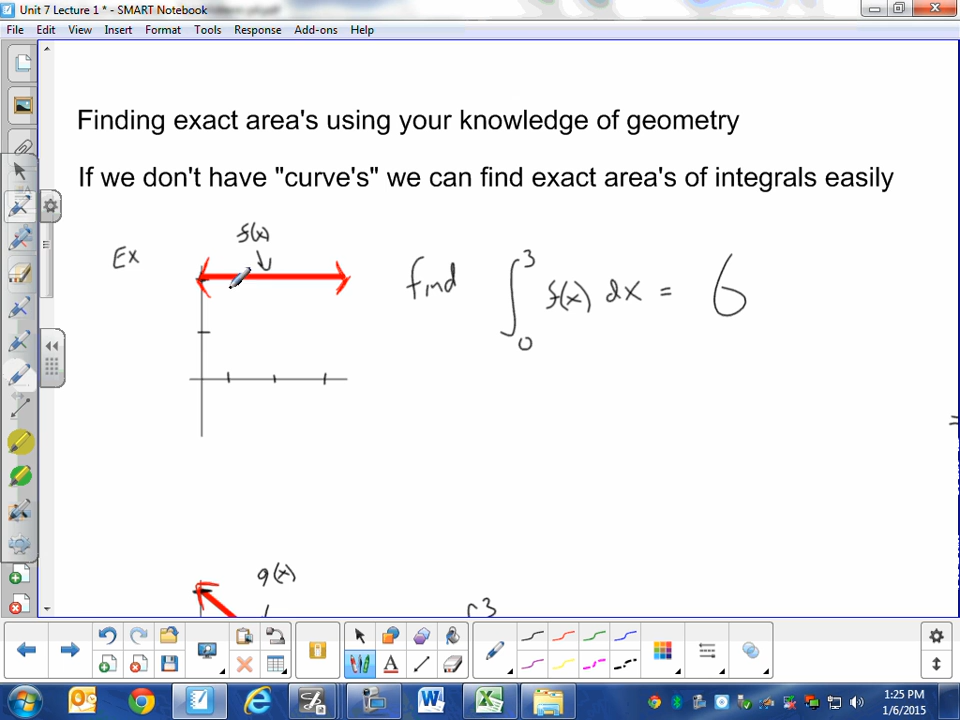 Unit 7 Lecture 1 * - SMART Notebook
File Edit View Insert Format Tools Response Add-ons Help
Finding exact area's using your knowledge of geometry
If we don't have "curve's" we can find exact area's of integrals easily
Ex
f(x)
find ∫₀³ f(x) dx = 6
=
g(x)
∫ 3
A
W
1:25 PM
1/6/2015